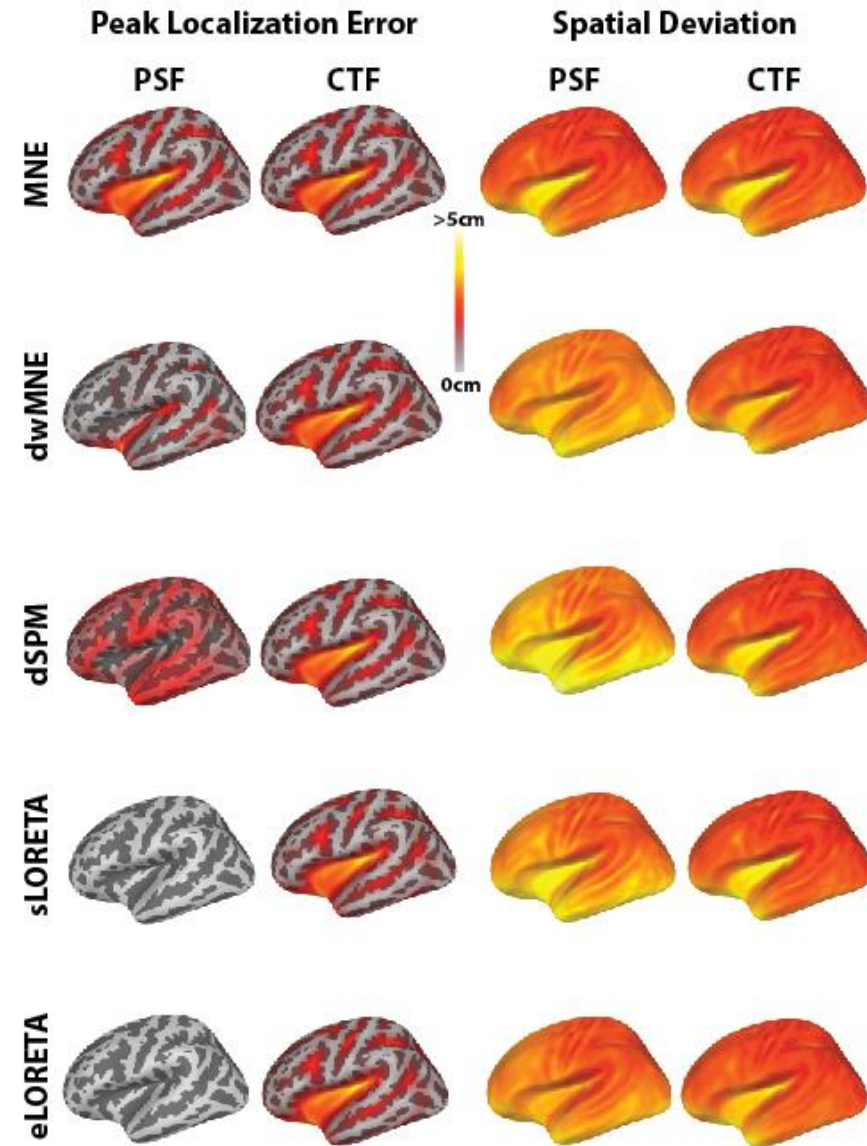 Peak Localization Error Spatial Deviation
PSF CTF PSF CTF
MNE
>5cm
0cm
dwMNE
dSPM
sLORETA
eLORETA